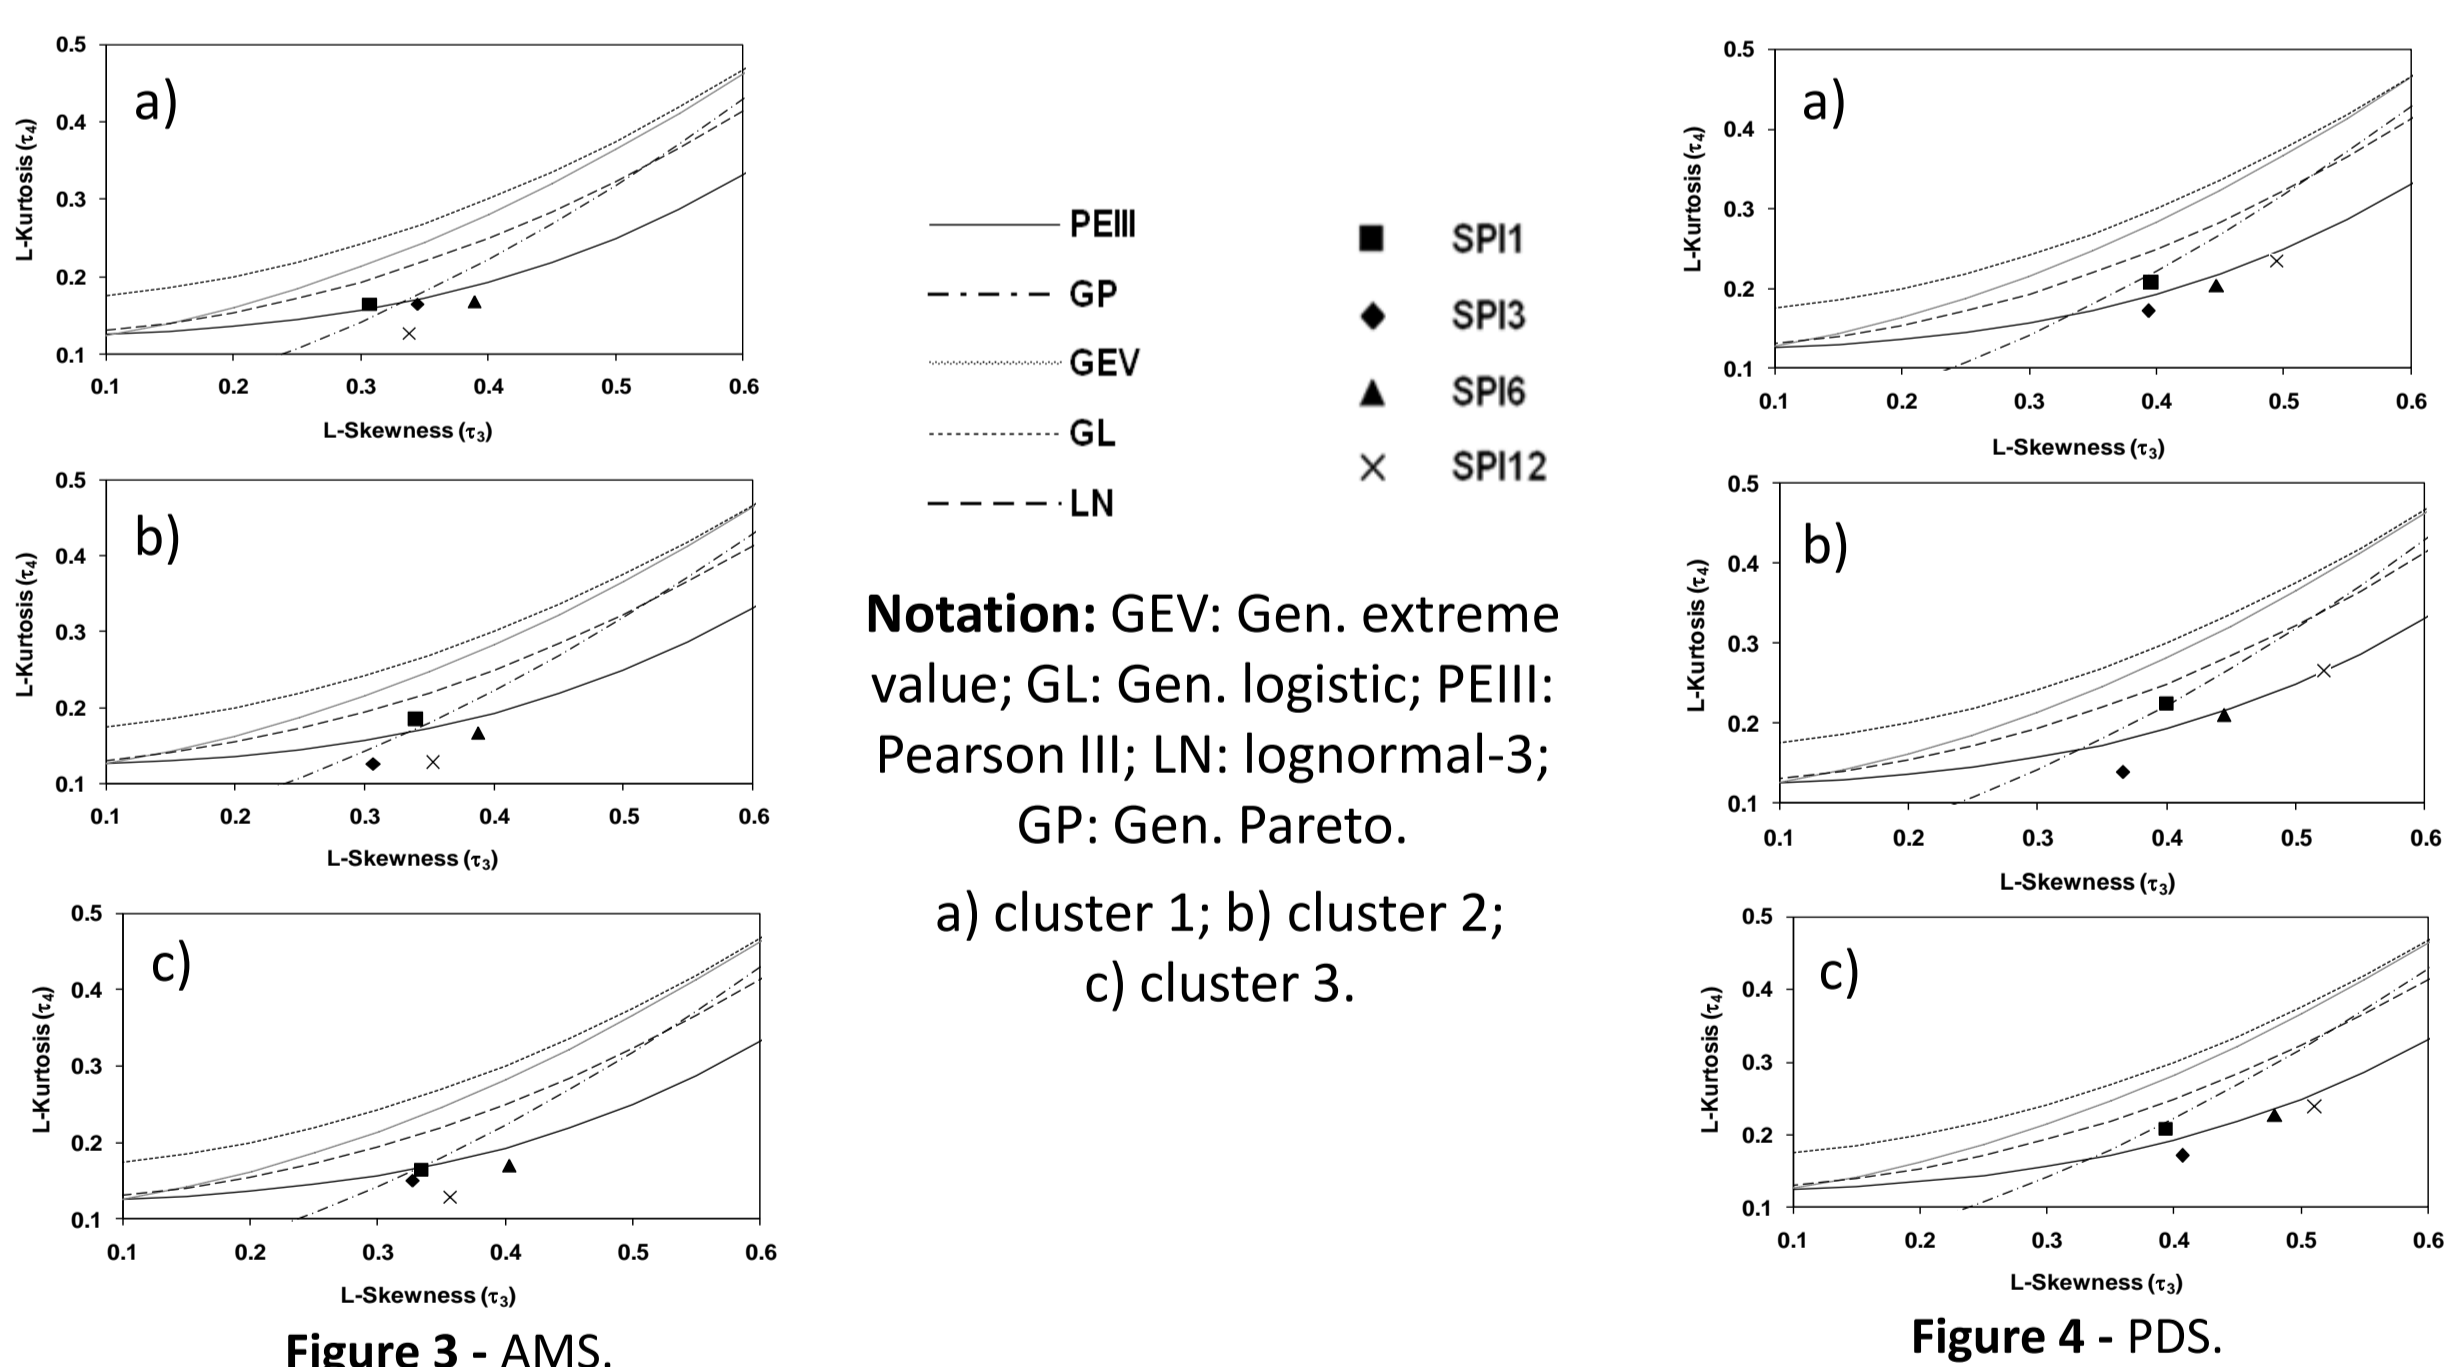 0.5
0.4
0.3
0.2
0.1
L-Kurtosis (τ4)
a)
0.1 0.2 0.3 0.4 0.5 0.6
L-Skewness (τ3)
0.5
0.4
0.3
0.2
0.1
L-Kurtosis (τ4)
b)
0.1 0.2 0.3 0.4 0.5 0.6
L-Skewness (τ3)
0.5
0.4
0.3
0.2
0.1
L-Kurtosis (τ4)
c)
0.1 0.2 0.3 0.4 0.5 0.6
L-Skewness (τ3)
Figure 3 - AMS.
PEIII
GP
GEV
GL
LN
SPI1
SPI3
SPI6
SPI12
Notation: GEV: Gen. extreme
value; GL: Gen. logistic; PEIII:
Pearson III; LN: lognormal-3;
GP: Gen. Pareto.
a) cluster 1; b) cluster 2;
c) cluster 3.
0.5
0.4
0.3
0.2
0.1
L-Kurtosis (τ4)
a)
0.1 0.2 0.3 0.4 0.5 0.6
L-Skewness (τ3)
0.5
0.4
0.3
0.2
0.1
L-Kurtosis (τ4)
b)
0.1 0.2 0.3 0.4 0.5 0.6
L-Skewness (τ3)
0.5
0.4
0.3
0.2
0.1
L-Kurtosis (τ4)
c)
0.1 0.2 0.3 0.4 0.5 0.6
L-Skewness (τ3)
Figure 4 - PDS.